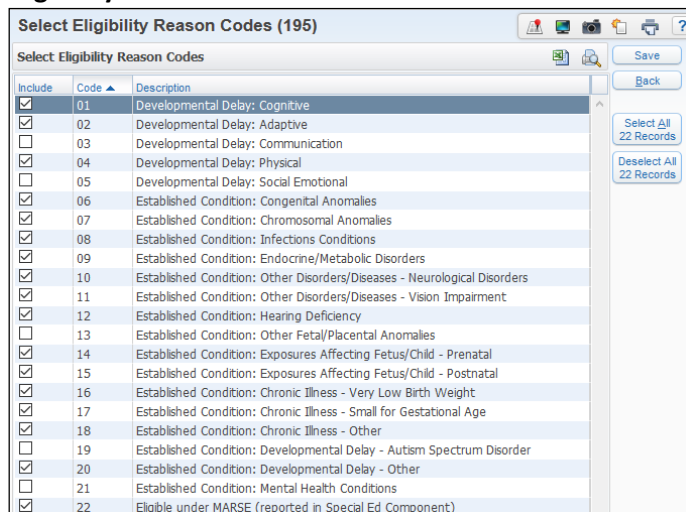 Select Eligibility Reason Codes (195)
?
Select Eligibility Reason Codes
Save
Include Code Description
Back
01 Developmental Delay: Cognitive
02 Developmental Delay: Adaptive
Select All
22 Records
03 Developmental Delay: Communication
04 Developmental Delay: Physical
Deselect All
22 Records
05 Developmental Delay: Social Emotional
06 Established Condition: Congenital Anomalies
07 Established Condition: Chromosomal Anomalies
08 Established Condition: Infections Conditions
09 Established Condition: Endocrine/Metabolic Disorders
10 Established Condition: Other Disorders/Diseases - Neurological Disorders
11 Established Condition: Other Disorders/Diseases - Vision Impairment
12 Established Condition: Hearing Deficiency
13 Established Condition: Other Fetal/Placental Anomalies
14 Established Condition: Exposures Affecting Fetus/Child - Prenatal
15 Established Condition: Exposures Affecting Fetus/Child - Postnatal
16 Established Condition: Chronic Illness - Very Low Birth Weight
17 Established Condition: Chronic Illness - Small for Gestational Age
18 Established Condition: Chronic Illness - Other
19 Established Condition: Developmental Delay - Autism Spectrum Disorder
20 Established Condition: Developmental Delay - Other
21 Established Condition: Mental Health Conditions
22 Eligible under MARSE (reported in Special Ed Component)